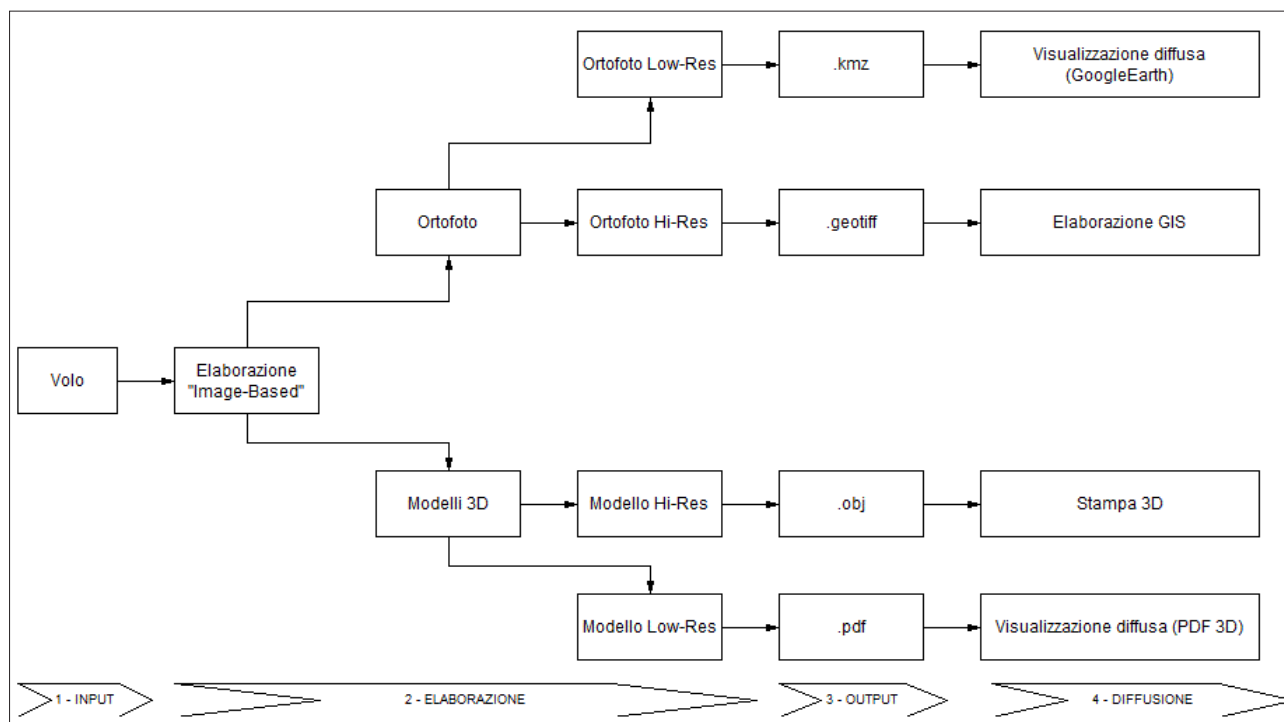 Ortofoto Low-Res
.kmz
Visualizzazione diffusa
(GoogleEarth)
Ortofoto
Ortofoto Hi-Res
.geotiff
Elaborazione GIS
Volo
Elaborazione
"Image-Based"
Modelli 3D
Modello Hi-Res
.obj
Stampa 3D
Modello Low-Res
.pdf
Visualizzazione diffusa (PDF 3D)
1 - INPUT
2 - ELABORAZIONE
3 - OUTPUT
4 - DIFFUSIONE